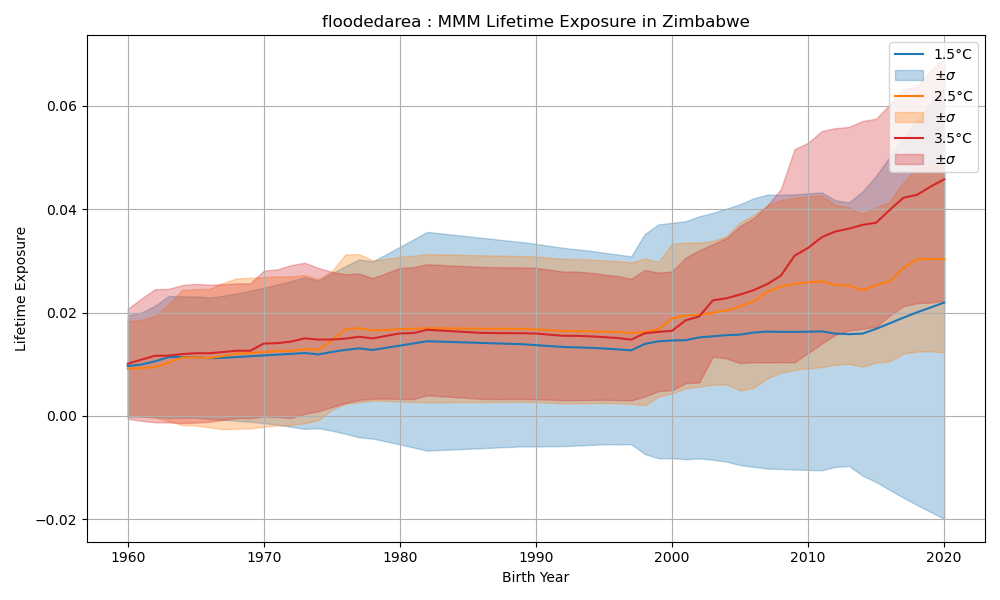 floodedarea : MMM Lifetime Exposure in Zimbabwe
1.5°C
±σ
2.5°C
±σ
3.5°C
±σ
Lifetime Exposure
0.06
0.04
0.02
0.00
−0.02
1960 1970 1980 1990 2000 2010 2020
Birth Year